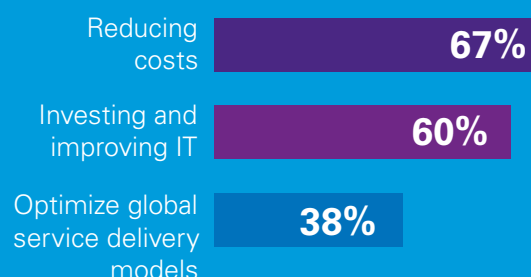 Reducing
costs
67%
Investing and
improving IT
60%
Optimize global
service delivery
models
38%